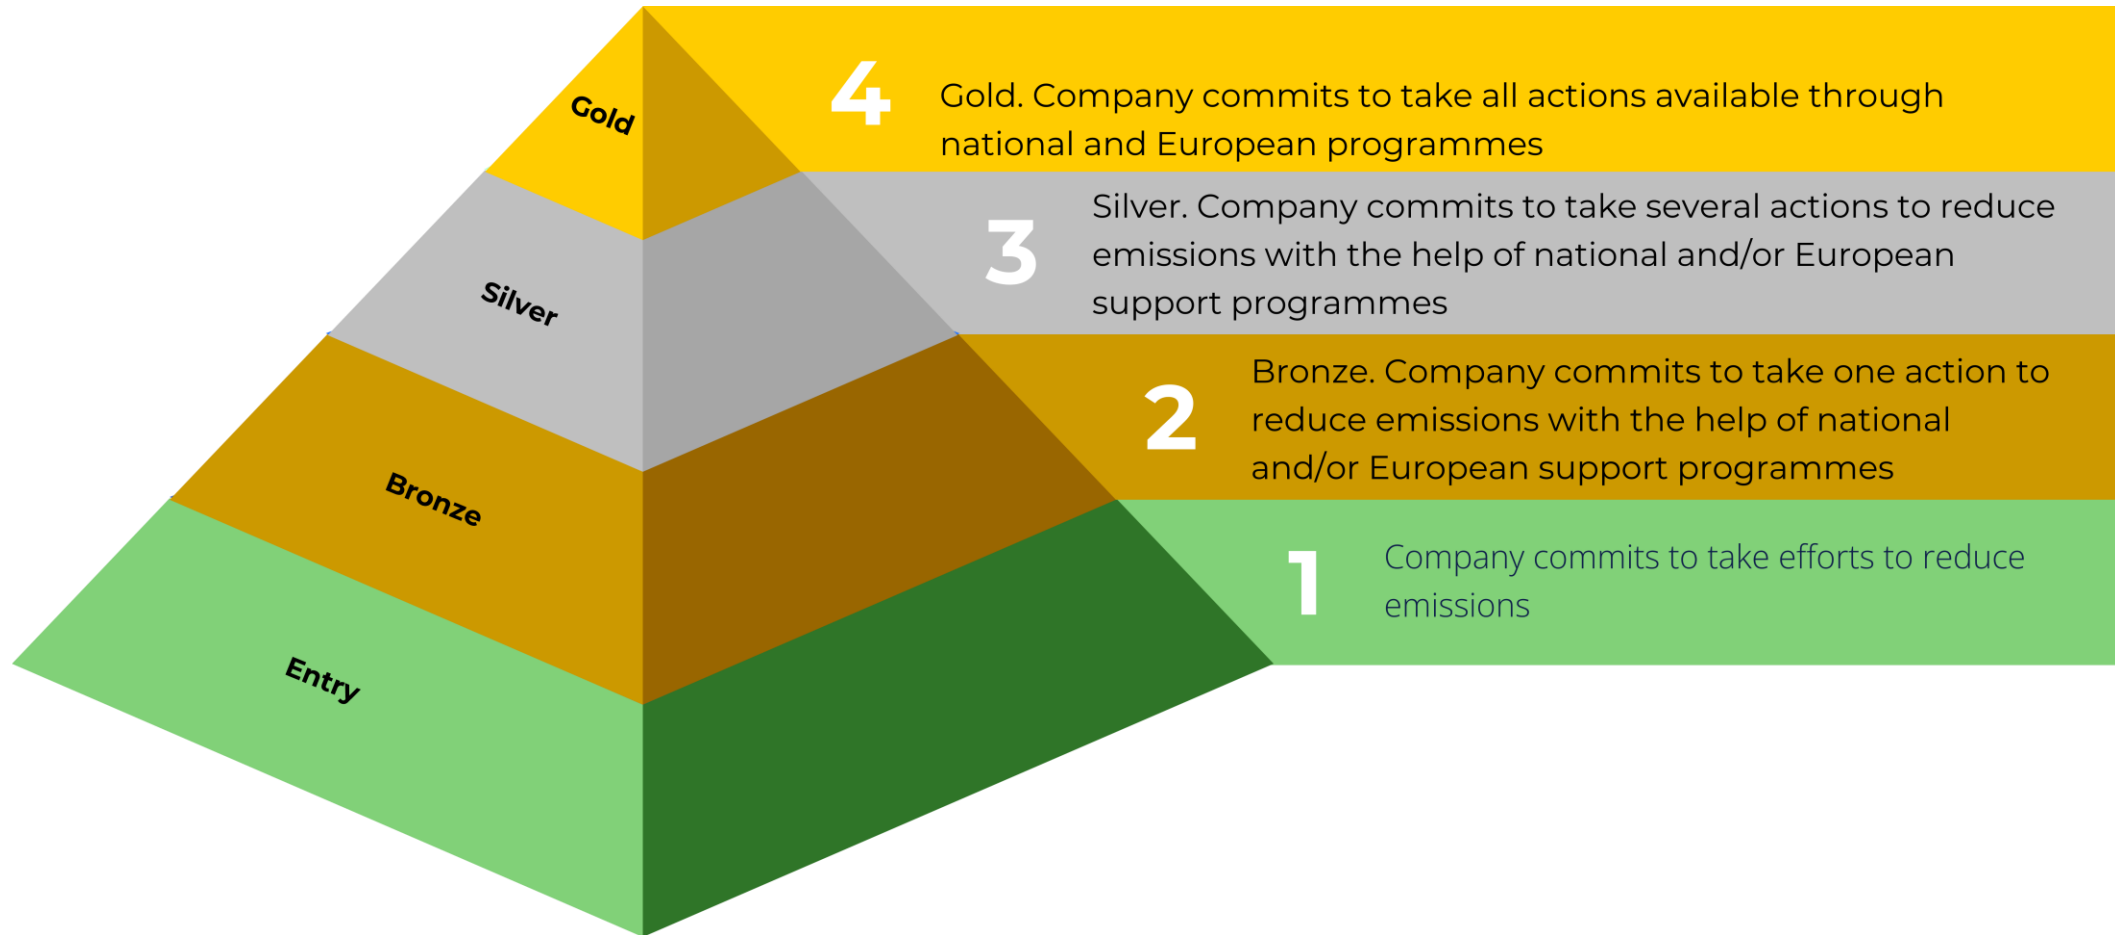 Gold
4
Gold. Company commits to take all actions available through
national and European programmes
Silver
3
Silver. Company commits to take several actions to reduce
emissions with the help of national and/or European
support programmes
Bronze
2
Bronze. Company commits to take one action to
reduce emissions with the help of national
and/or European support programmes
Entry
1
Company commits to take efforts to reduce
emissions